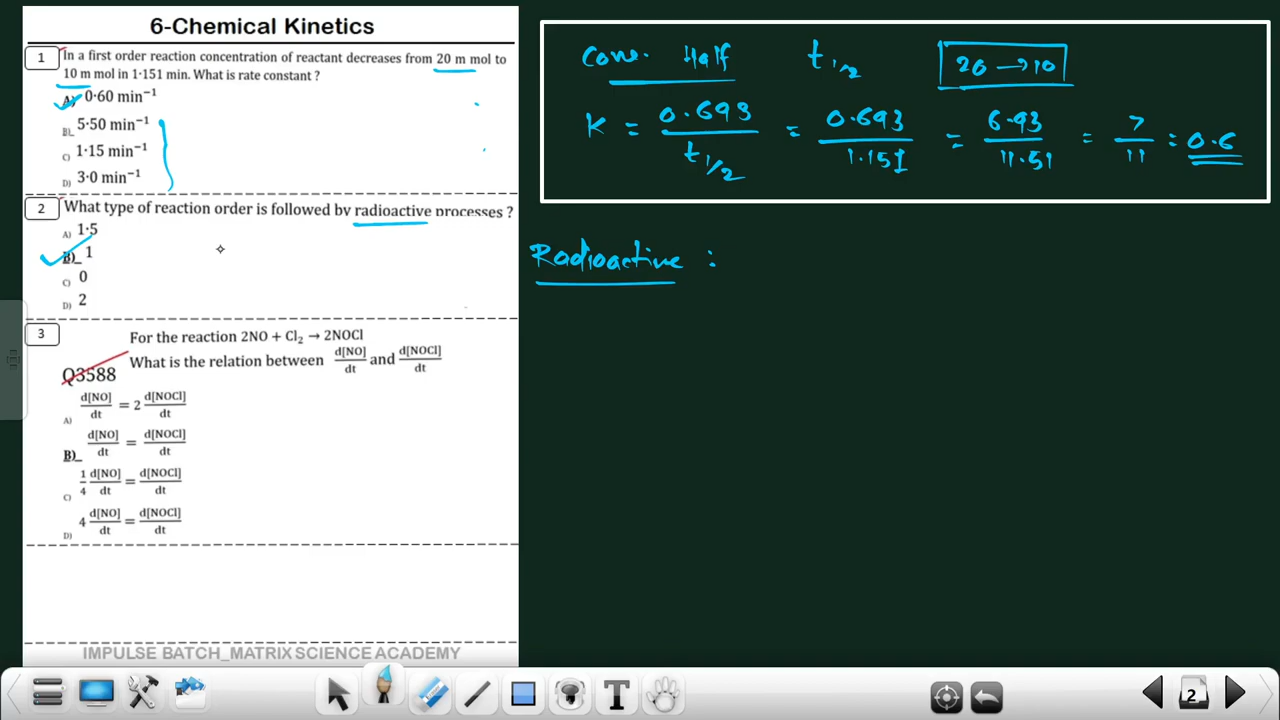 6-Chemical Kinetics
1
In a first order reaction concentration of reactant decreases from 20 m mol to
10 m mol in 1·151 min. What is rate constant ?
A) 0·60 min⁻¹
B) 5·50 min⁻¹
C) 1·15 min⁻¹
D) 3·0 min⁻¹
2
What type of reaction order is followed by radioactive processes ?
A) 1·5
B) 1
C) 0
D) 2
3
For the reaction 2NO + Cl₂ → 2NOCl
What is the relation between d[NO]/dt and d[NOCl]/dt
Q3588
A) d[NO]/dt = 2 d[NOCl]/dt
B) d[NO]/dt = d[NOCl]/dt
C) 1/4 d[NO]/dt = d[NOCl]/dt
D) 4 d[NO]/dt = d[NOCl]/dt
IMPULSE BATCH_MATRIX SCIENCE ACADEMY
Conc. Half t₁/₂ 20 → 10
K = 0.693/t₁/₂ = 0.693/1.151 = 6.93/11.51 = 7/11 = 0.6
Radioactive :
2